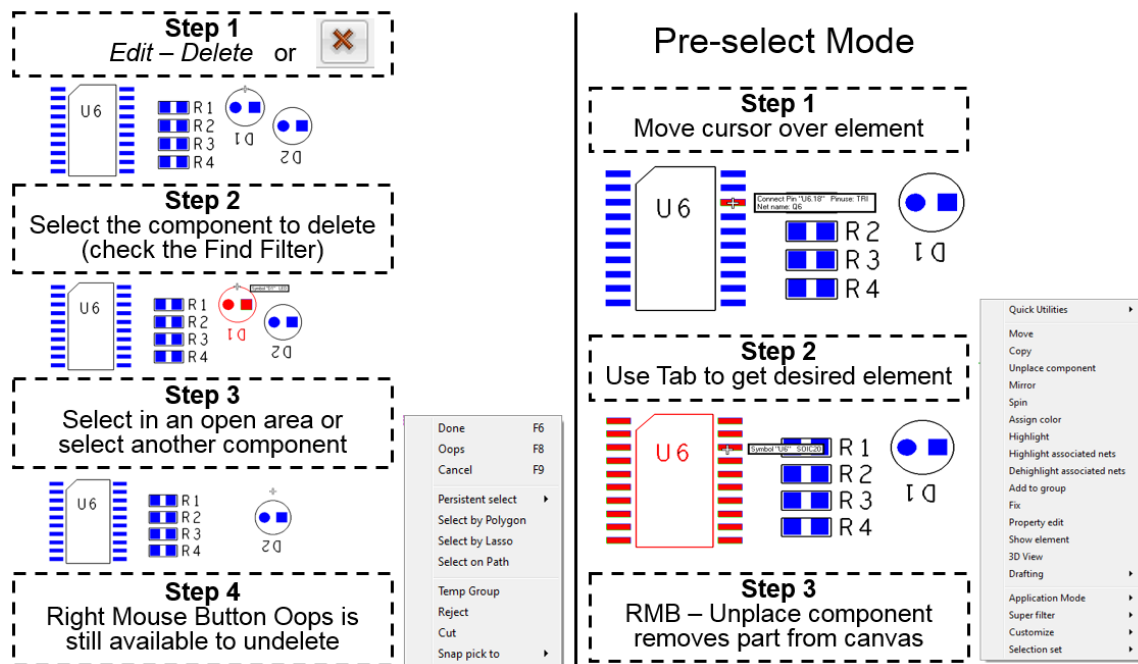 Step 1
Edit – Delete or
U6
R1
R2
R3
R4
D1
D2
Step 2
Select the component to delete
(check the Find Filter)
U6
R1
R2
R3
R4
D1
D2
Step 3
Select in an open area or
select another component
U6
R1
R2
R3
R4
D2
Step 4
Right Mouse Button Oops is
still available to undelete
Done F6
Oops F8
Cancel F9
Persistent select
Select by Polygon
Select by Lasso
Select on Path
Temp Group
Reject
Cut
Snap pick to
Pre-select Mode
Step 1
Move cursor over element
U6
Connect Pin "U6.18" Pinuse: TRI
Net name: Q6
R2
R3
R4
D1
Step 2
Use Tab to get desired element
U6
Symbol "U6" SOIC20
R1
R2
R3
R4
D1
Step 3
RMB – Unplace component
removes part from canvas
Quick Utilities
Move
Copy
Unplace component
Mirror
Spin
Assign color
Highlight
Highlight associated nets
Dehighlight associated nets
Add to group
Fix
Property edit
Show element
3D View
Drafting
Application Mode
Super filter
Customize
Selection set